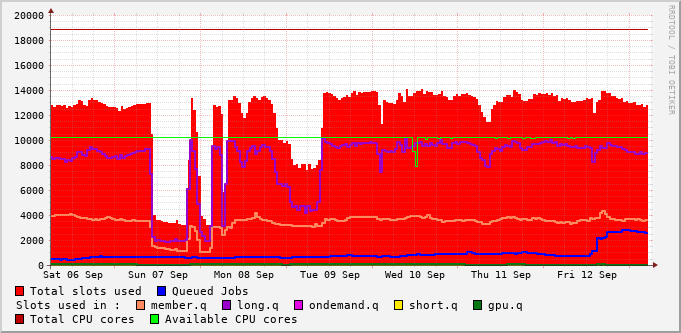 20000
18000
16000
14000
12000
10000
8000
6000
4000
2000
0
Sat 06 Sep Sun 07 Sep Mon 08 Sep Tue 09 Sep Wed 10 Sep Thu 11 Sep Fri 12 Sep
Total slots used Queued Jobs
Slots used in : member.q long.q ondemand.q short.q gpu.q
Total CPU cores Available CPU cores
RRDTOOL / TOBI OETIKER